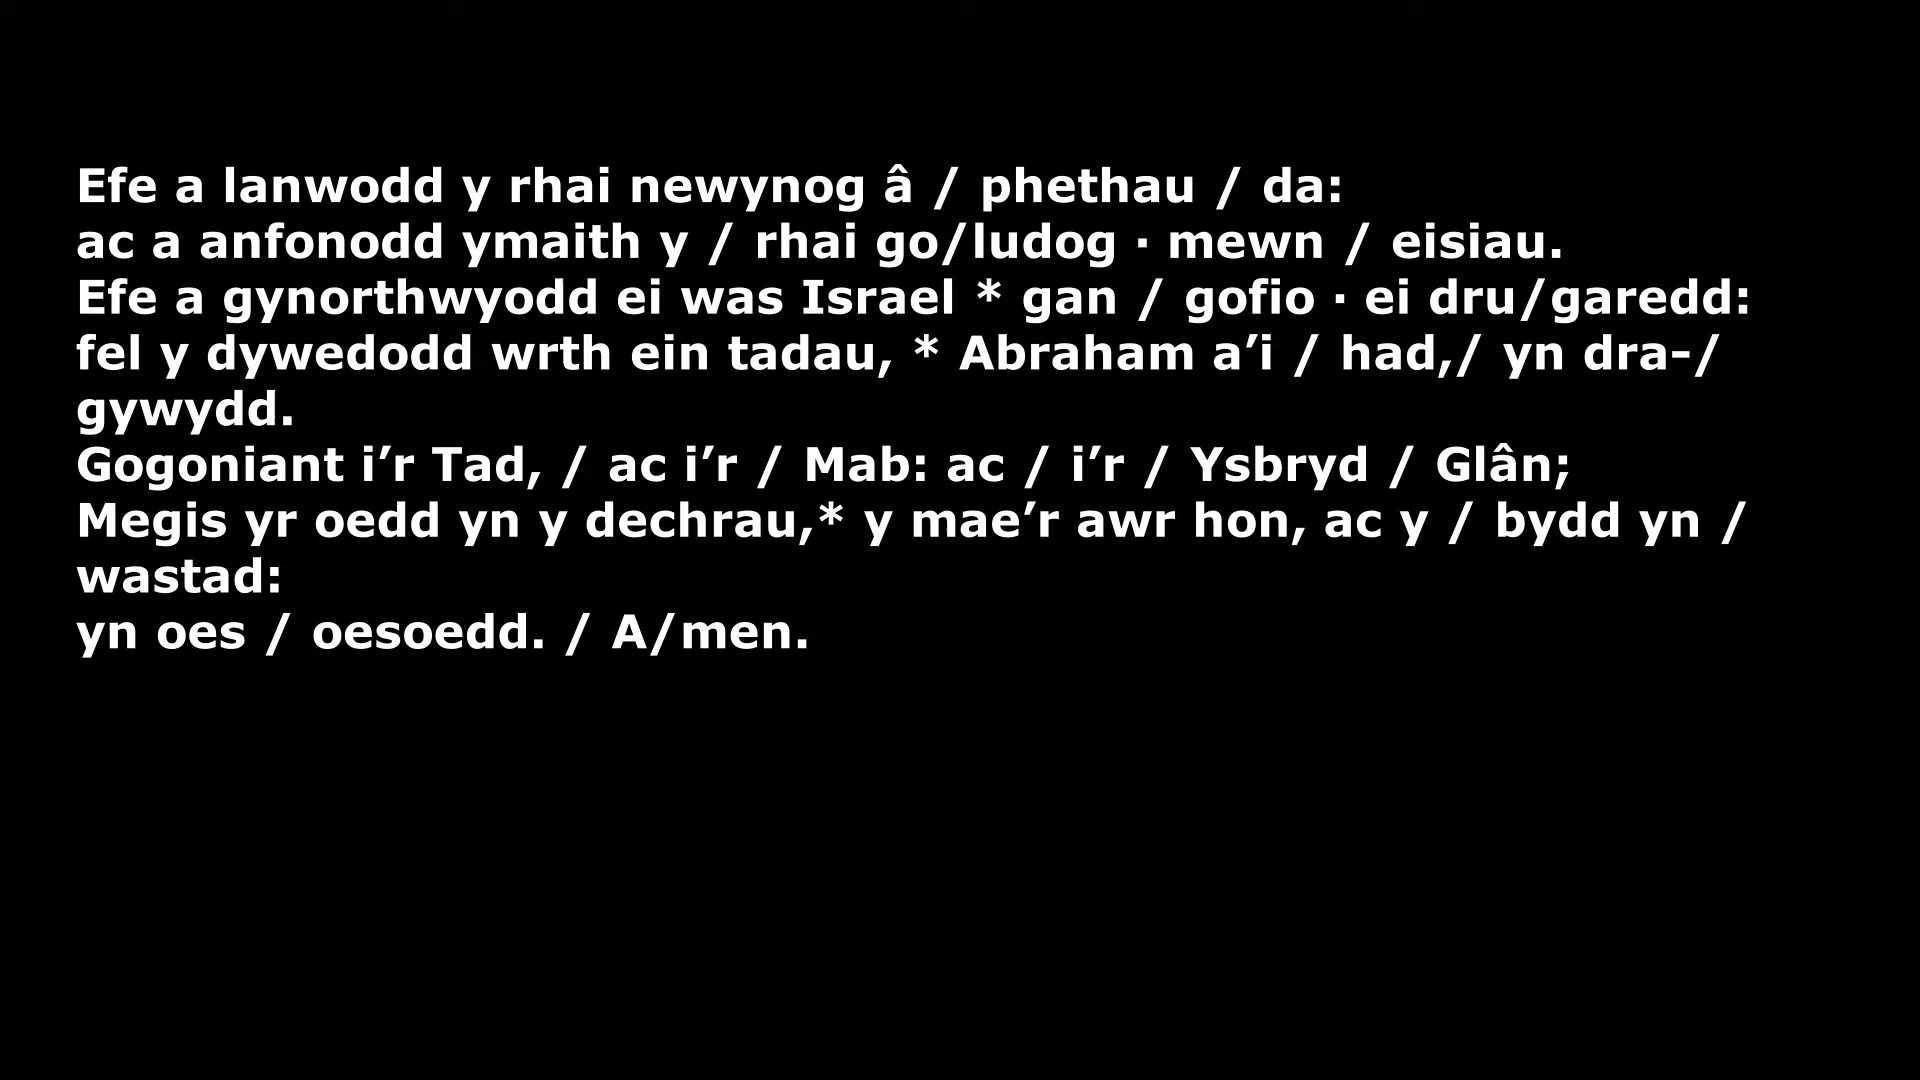 Efe a lanwodd y rhai newynog â / phethau / da:
ac a anfonodd ymaith y / rhai go/ludog · mewn / eisiau.
Efe a gynorthwyodd ei was Israel * gan / gofio · ei dru/garedd:
fel y dywedodd wrth ein tadau, * Abraham a’i / had,/ yn dra-/
gywydd.
Gogoniant i’r Tad, / ac i’r / Mab: ac / i’r / Ysbryd / Glân;
Megis yr oedd yn y dechrau,* y mae’r awr hon, ac y / bydd yn /
wastad:
yn oes / oesoedd. / A/men.